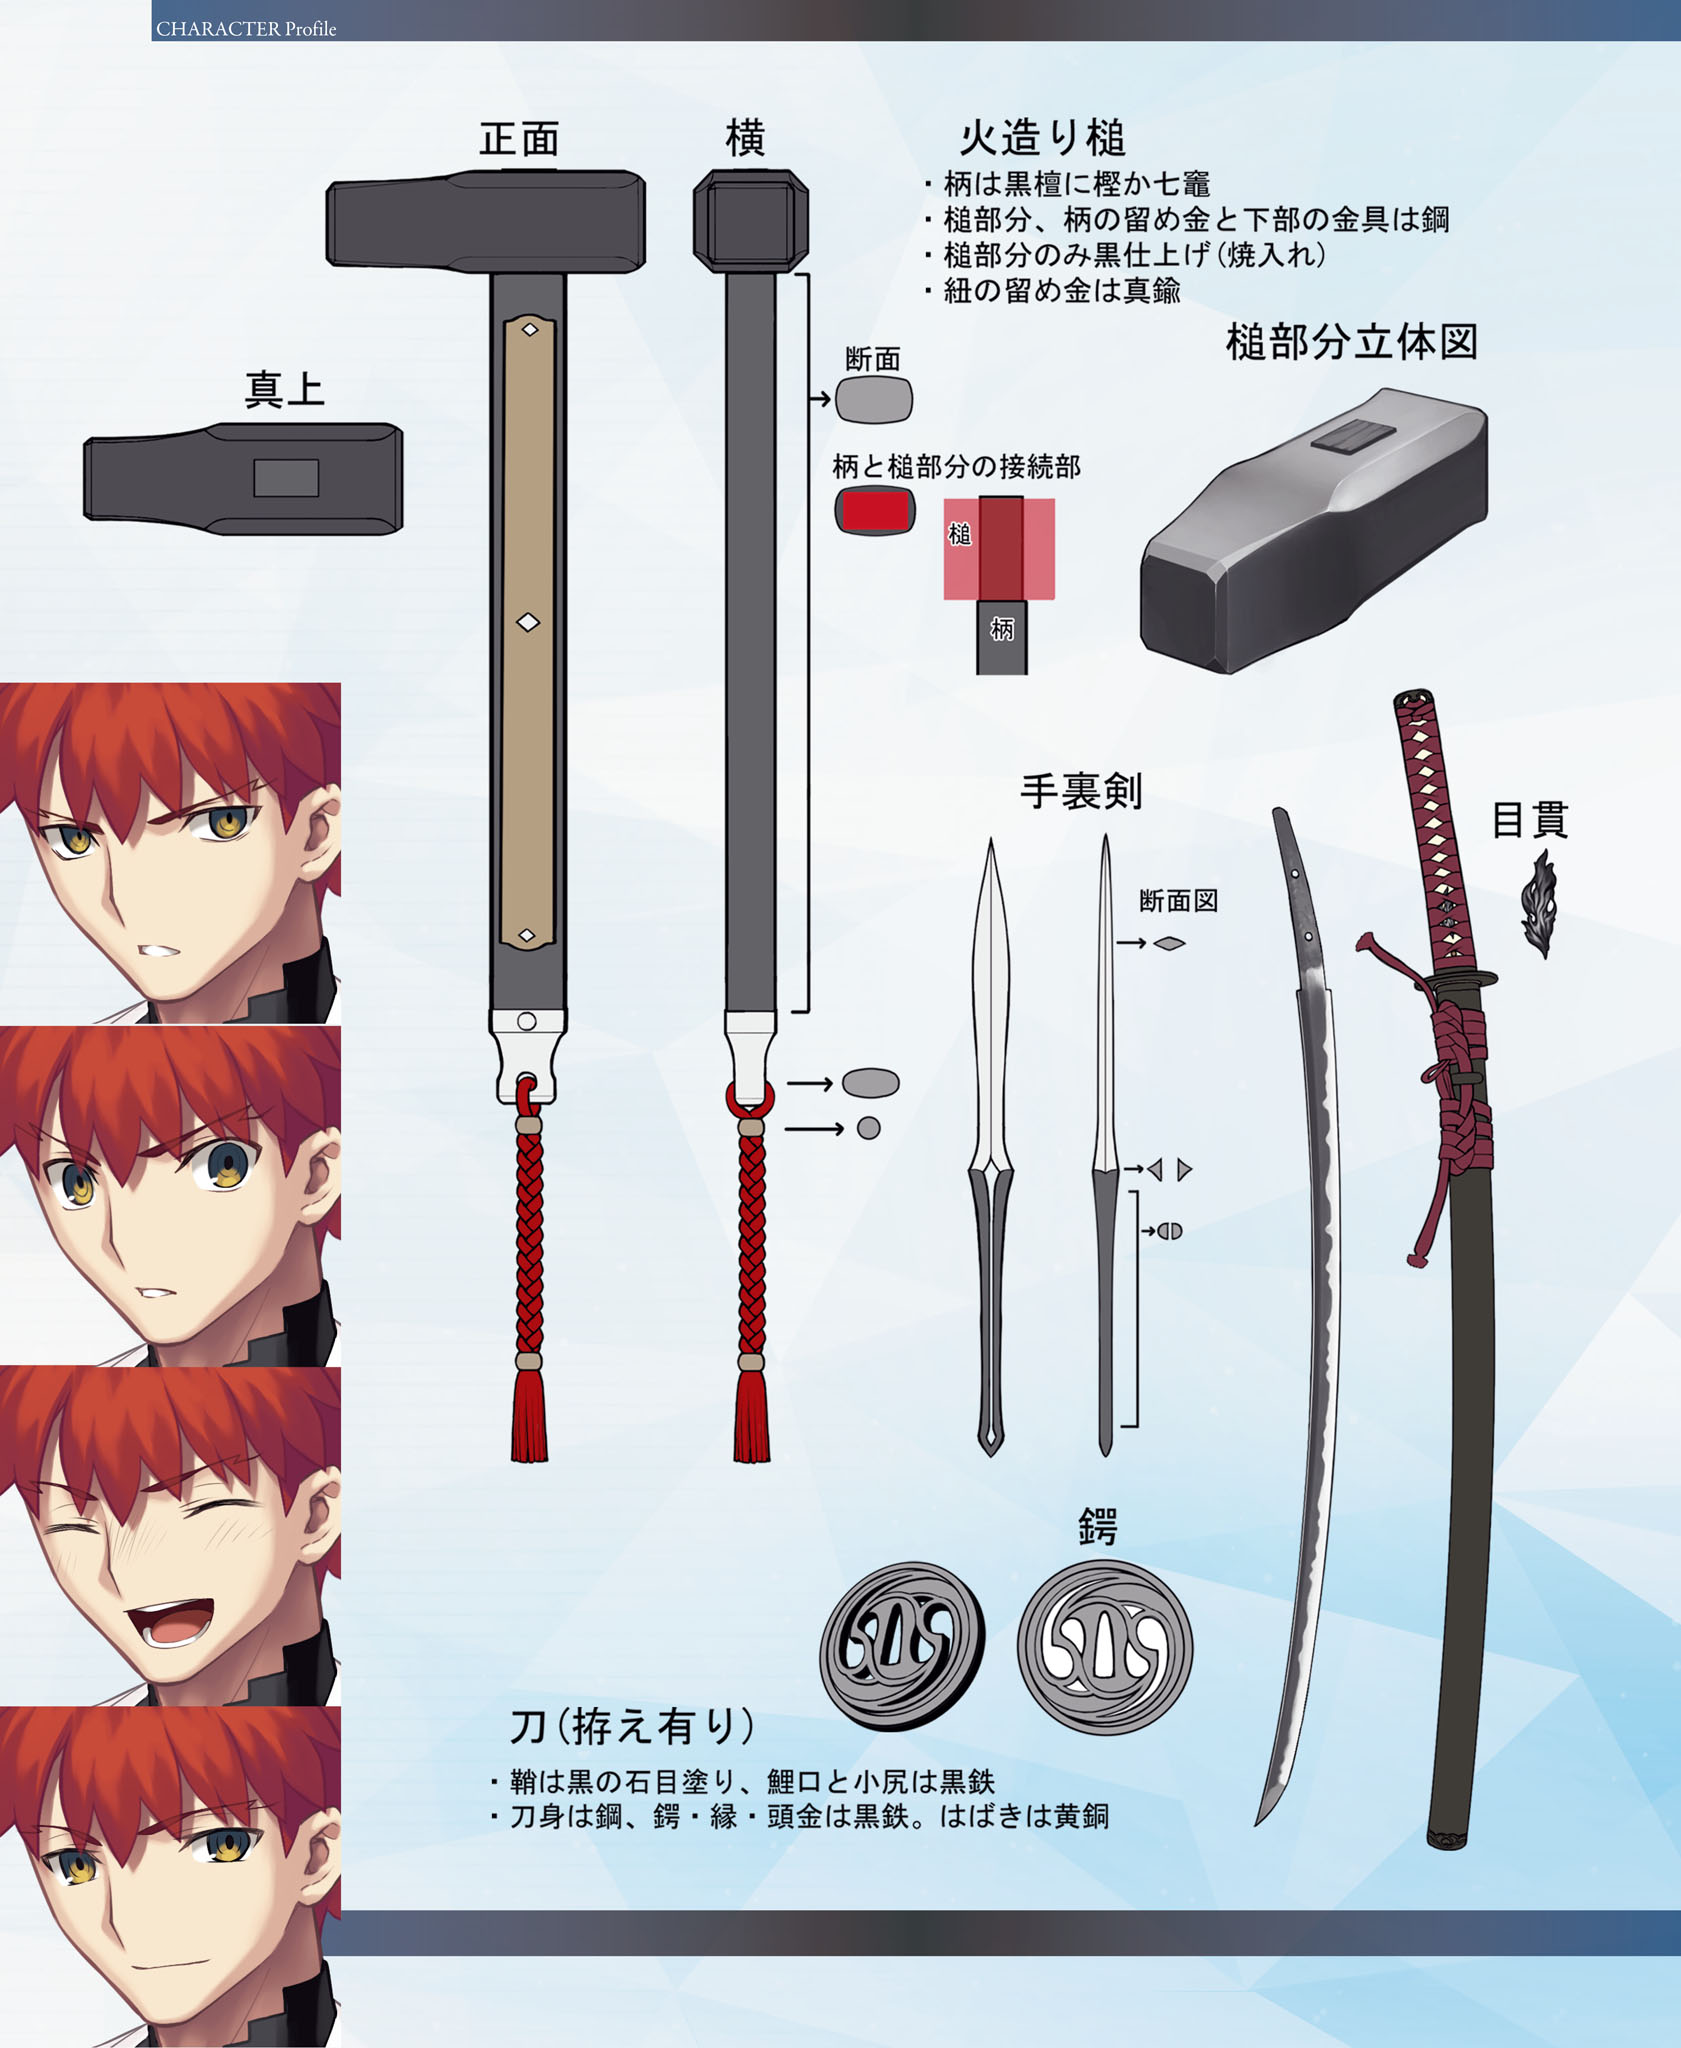 CHARACTER Profile
正面
横
火造り槌
・柄は黒檀に樫か七竈
・槌部分、柄の留め金と下部の金具は鋼
・槌部分のみ黒仕上げ(焼入れ)
・紐の留め金は真鍮
槌部分立体図
真上
断面
柄と槌部分の接続部
槌
柄
手裏剣
断面図
目貫
鍔
刀(拵え有り)
・鞘は黒の石目塗り、鯉口と小尻は黒鉄
・刀身は鋼、鍔・縁・頭金は黒鉄。はばきは黄銅